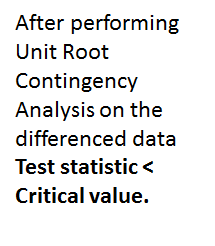 After performing
Unit Root
Contingency
Analysis on the
differenced data
Test statistic <
Critical value.